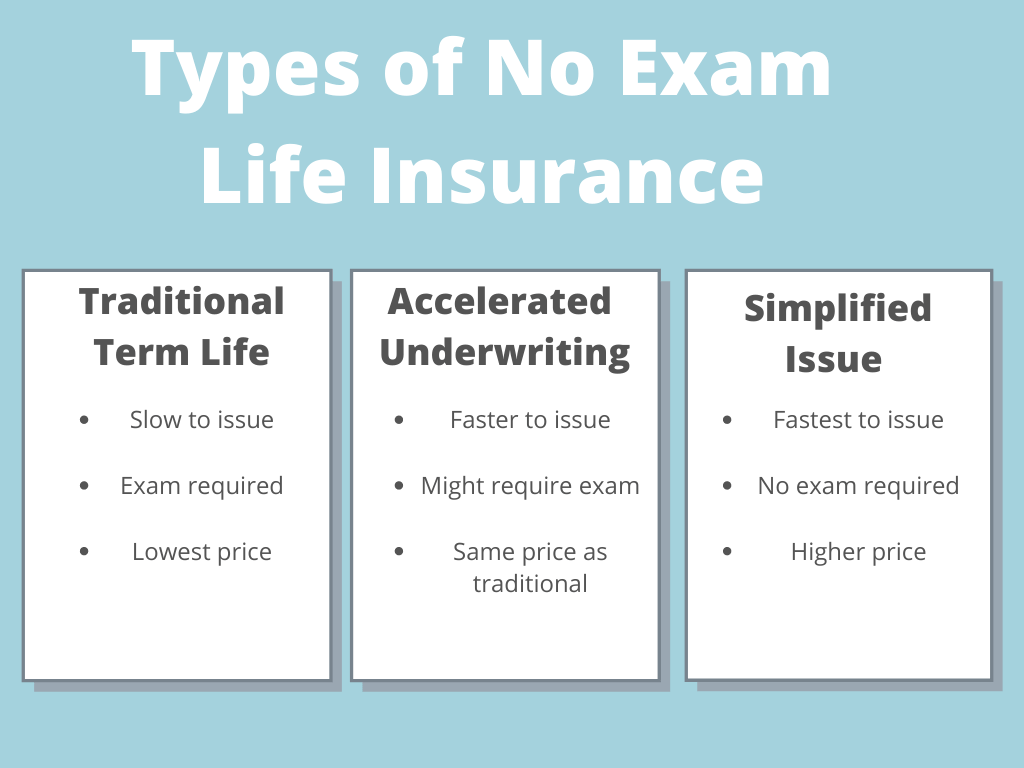 Types of No Exam
Life Insurance
Traditional
Term Life
• Slow to issue
• Exam required
• Lowest price
Accelerated
Underwriting
• Faster to issue
• Might require exam
• Same price as
traditional
Simplified
Issue
• Fastest to issue
• No exam required
• Higher price